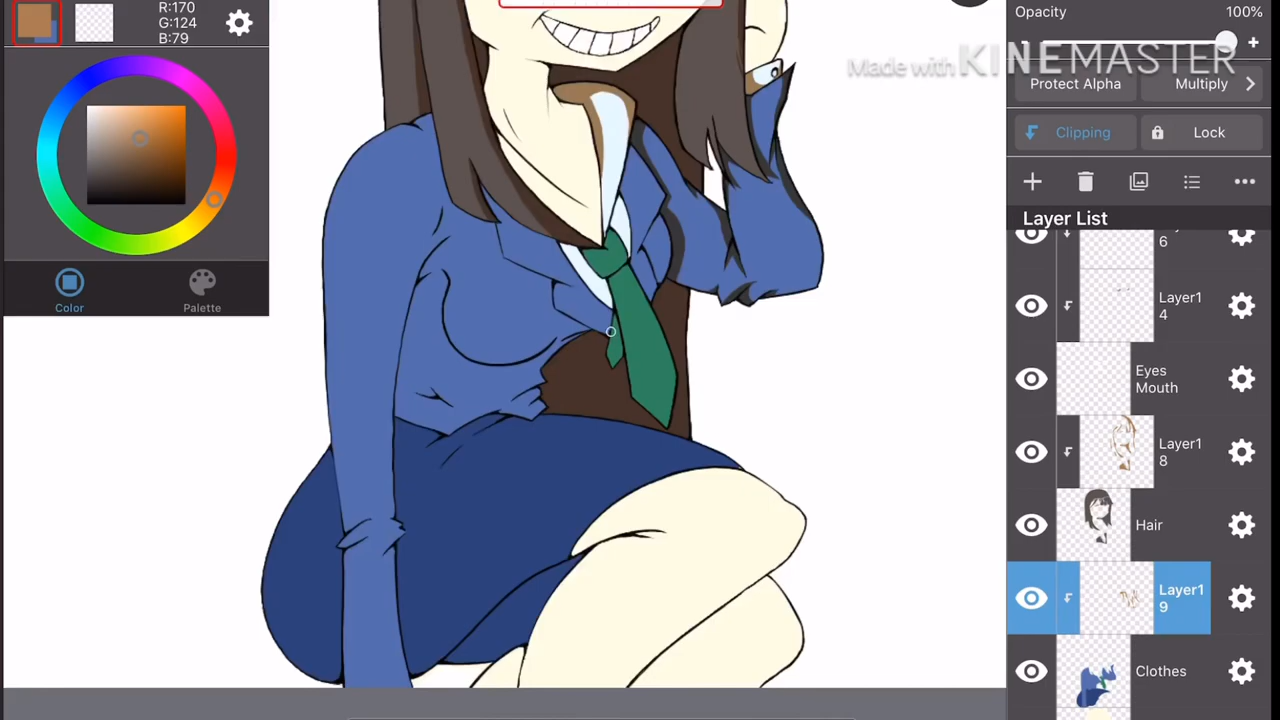 R:170
G:124
B:79
Color
Palette
Made with KINEMASTER
Opacity
100%
Protect Alpha
Multiply
Clipping
Lock
Layer List
6
Layer1
4
Eyes
Mouth
Layer1
8
Hair
Layer1
9
Clothes